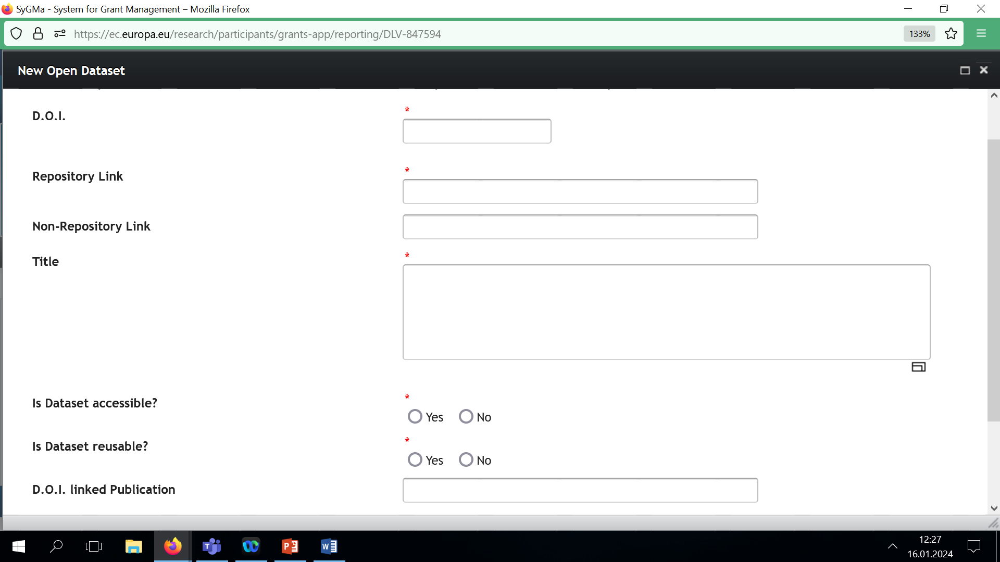 SyGMa - System for Grant Management – Mozilla Firefox
https://ec.europa.eu/research/participants/grants-app/reporting/DLV-847594
133%
New Open Dataset
D.O.I.
*
Repository Link
*
Non-Repository Link
Title
*
Is Dataset accessible?
*
Yes No
Is Dataset reusable?
*
Yes No
D.O.I. linked Publication
12:27
16.01.2024